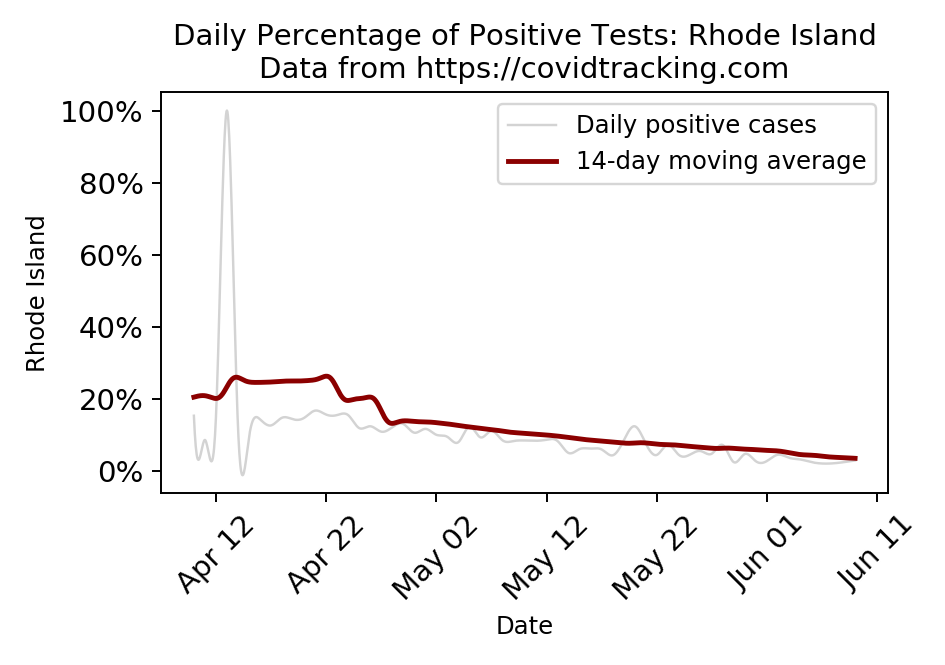 Daily Percentage of Positive Tests: Rhode Island
Data from https://covidtracking.com
Daily positive cases
14-day moving average
100%
80%
60%
40%
20%
0%
Rhode Island
Apr 12
Apr 22
May 02
May 12
May 22
Jun 01
Jun 11
Date